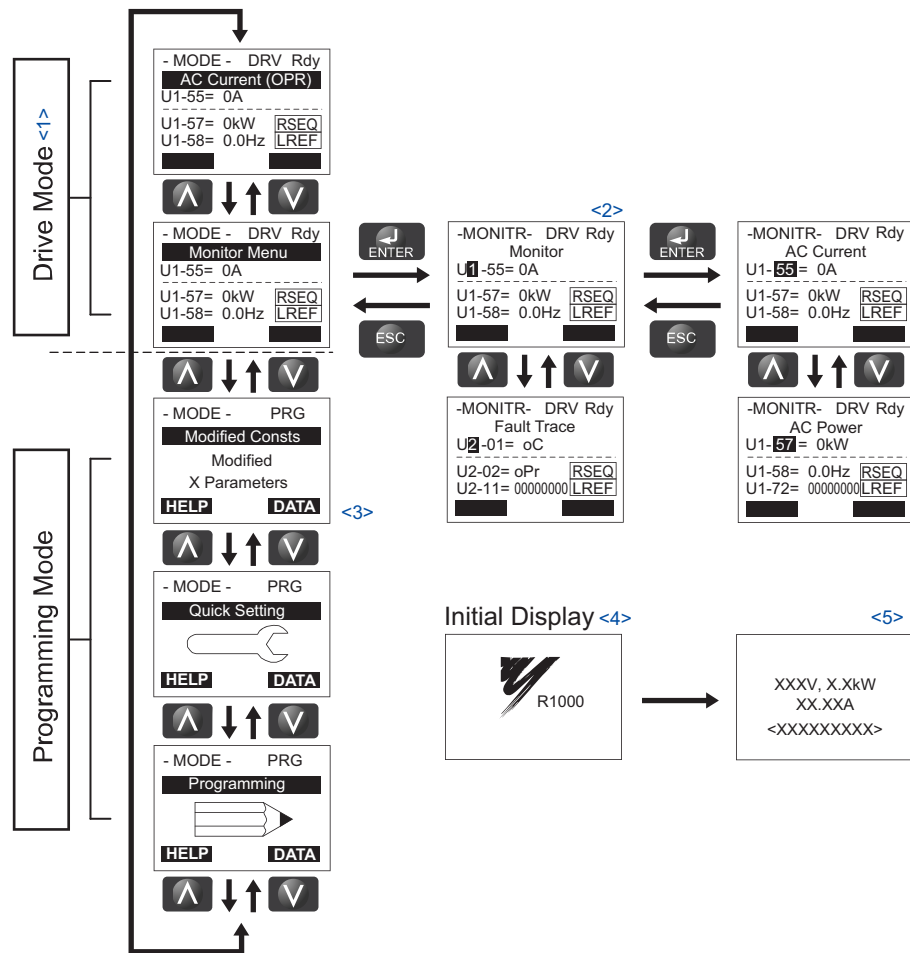 Drive Mode <1>
- MODE - DRV Rdy
AC Current (OPR)
U1-55= 0A
U1-57= 0kW RSEQ
U1-58= 0.0Hz LREF
- MODE - DRV Rdy
Monitor Menu
U1-55= 0A
U1-57= 0kW RSEQ
U1-58= 0.0Hz LREF
ENTER
ESC
<2>
-MONITR- DRV Rdy
Monitor
U1 -55= 0A
U1-57= 0kW RSEQ
U1-58= 0.0Hz LREF
ENTER
ESC
-MONITR- DRV Rdy
AC Current
U1- 55 = 0A
U1-57= 0kW RSEQ
U1-58= 0.0Hz LREF
-MONITR- DRV Rdy
Fault Trace
U2 -01= oC
U2-02= oPr RSEQ
U2-11= 00000000 LREF
-MONITR- DRV Rdy
AC Power
U1- 57 = 0kW
U1-58= 0.0Hz RSEQ
U1-72= 00000000 LREF
Programming Mode
- MODE - PRG
Modified Consts
Modified
X Parameters
HELP DATA
<3>
- MODE - PRG
Quick Setting
HELP DATA
- MODE - PRG
Programming
HELP DATA
Initial Display <4>
R1000
<5>
XXXV, X.XkW
XX.XXA
<XXXXXXXXX>